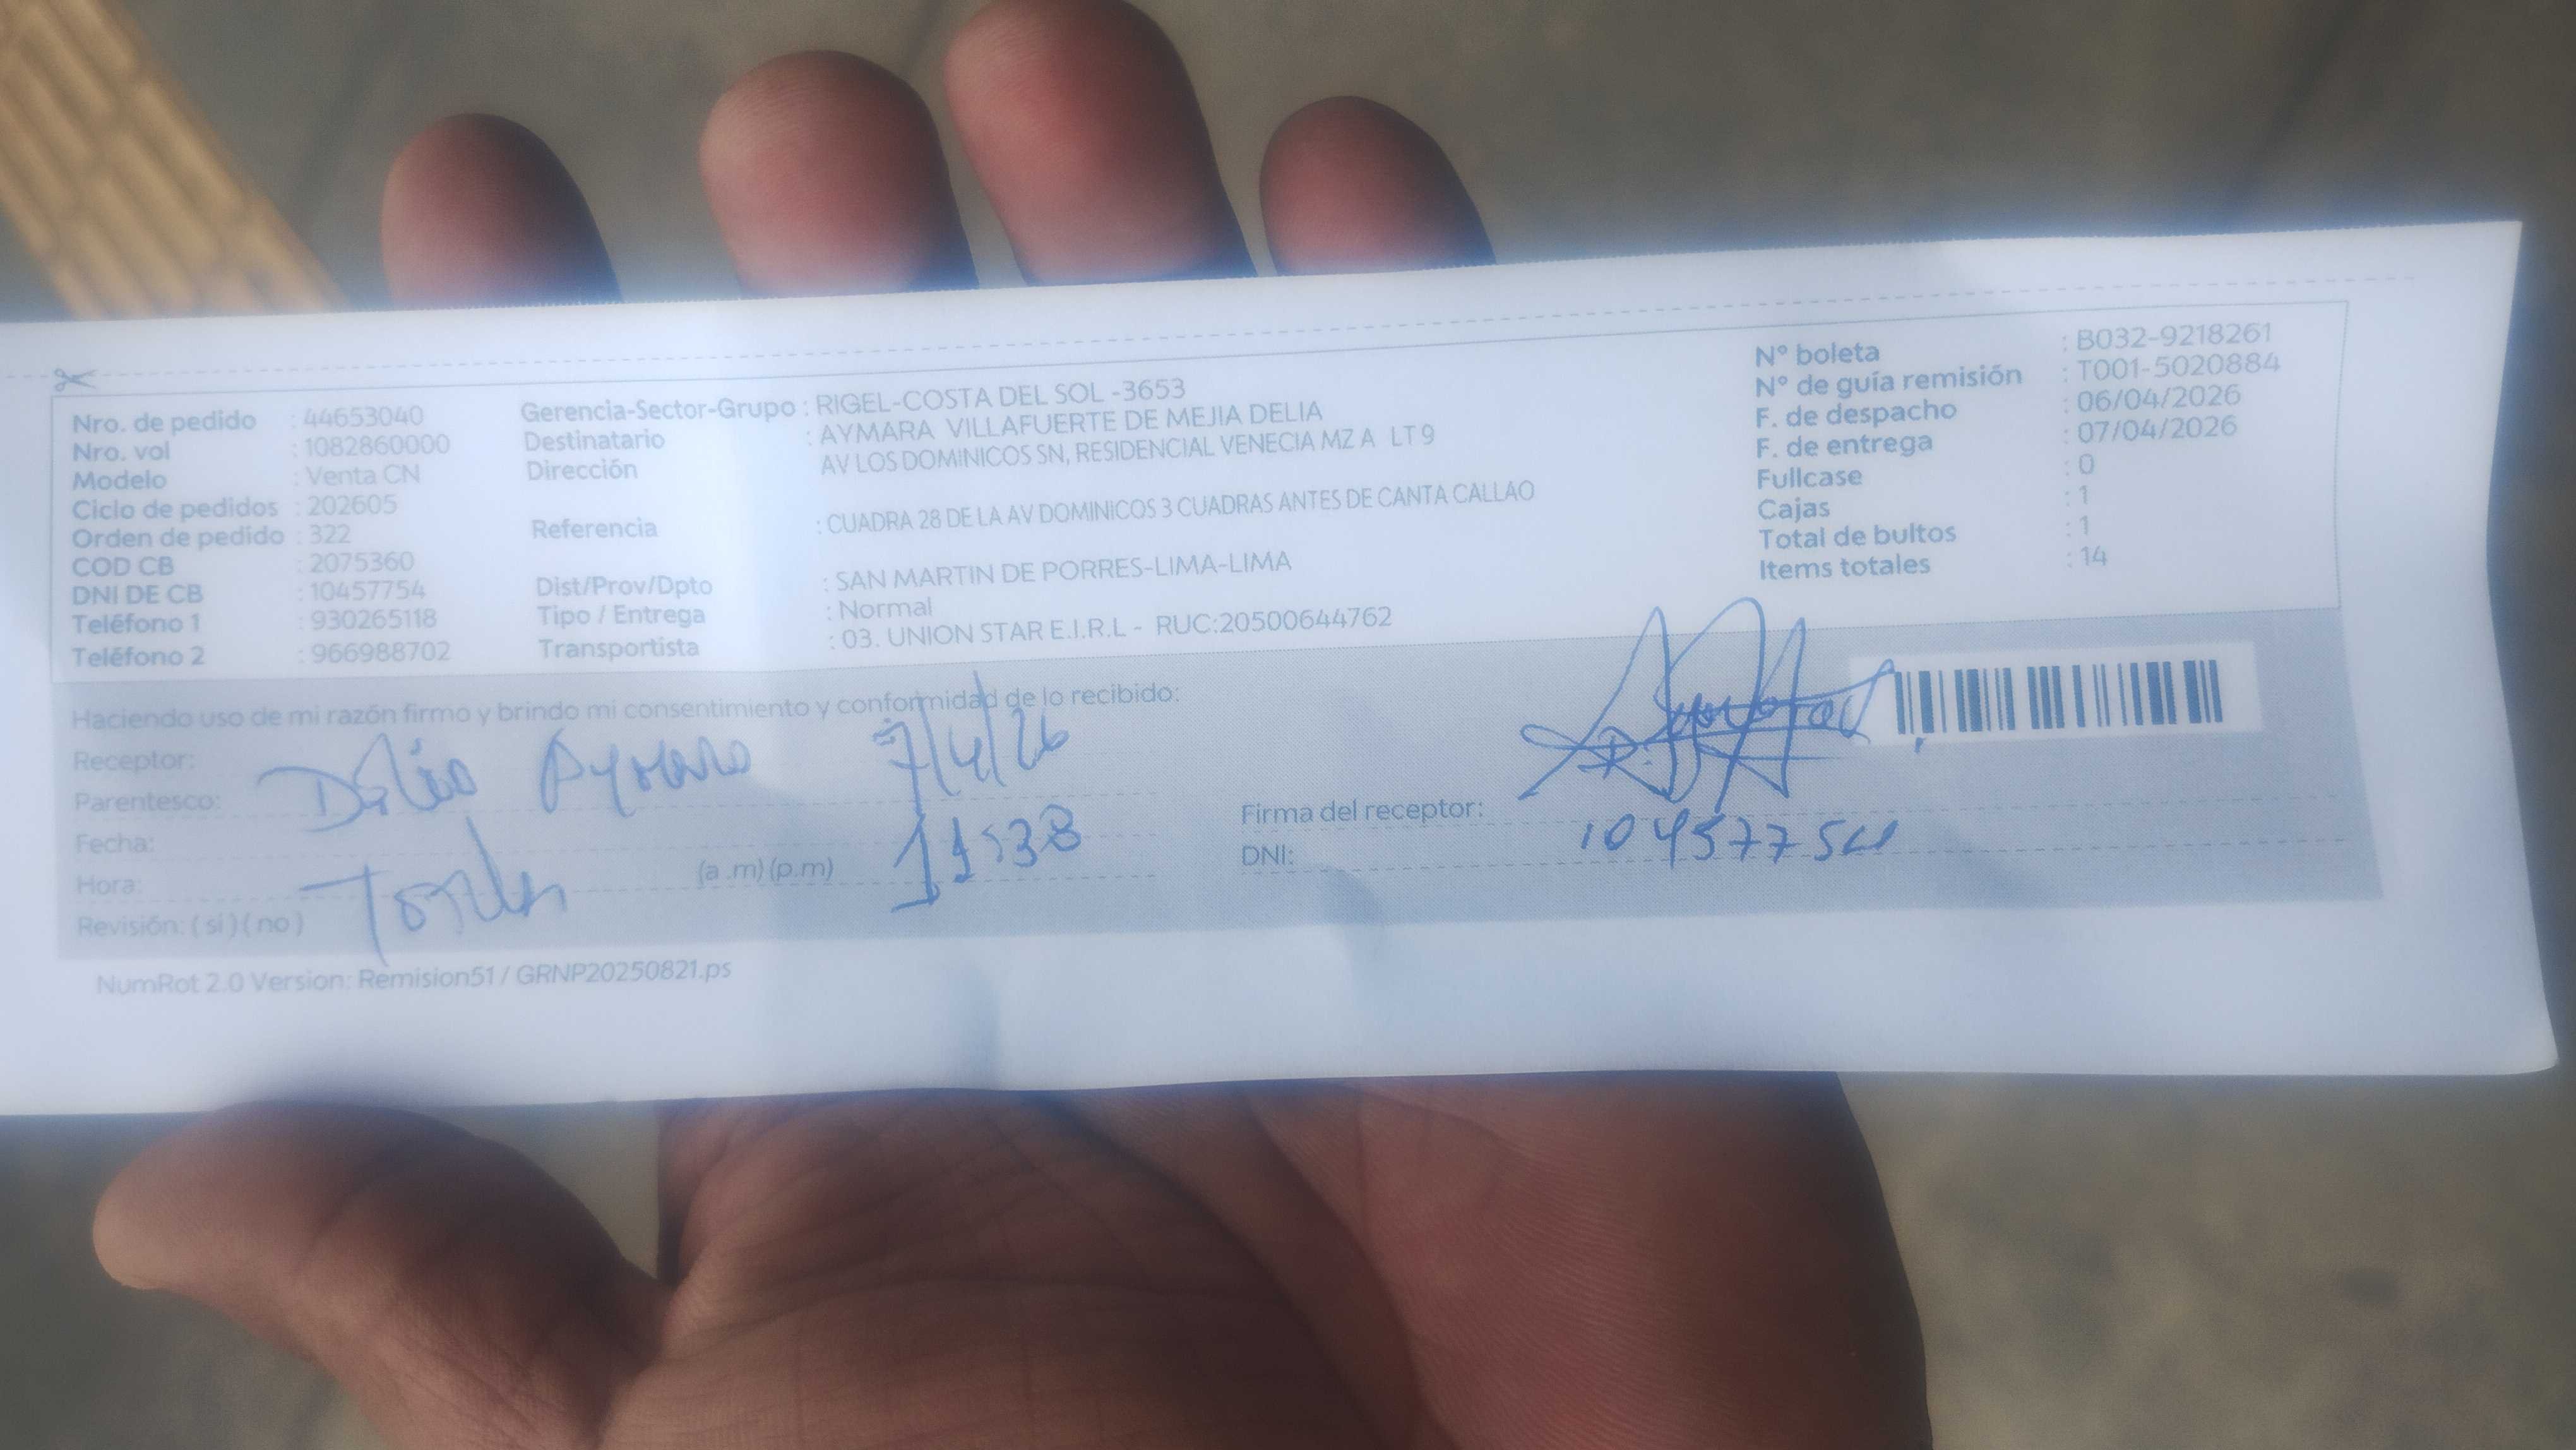 Nro. de pedido : 44653040
Nro. vol : 1082860000
Modelo : Venta CN
Ciclo de pedidos : 202605
Orden de pedido : 322
COD CB : 2075360
DNI DE CB : 10457754
Teléfono 1 : 930265118
Teléfono 2 : 966988702
Gerencia-Sector-Grupo : RIGEL-COSTA DEL SOL -3653
Destinatario : AYMARA VILLAFUERTE DE MEJIA DELIA
Dirección AV LOS DOMINICOS SN, RESIDENCIAL VENECIA MZ A LT 9
Referencia : CUADRA 28 DE LA AV DOMINICOS 3 CUADRAS ANTES DE CANTA CALLAO
Dist/Prov/Dpto : SAN MARTIN DE PORRES-LIMA-LIMA
Tipo / Entrega : Normal
Transportista : 03. UNION STAR E.I.R.L - RUC:20500644762
N° boleta : B032-9218261
N° de guía remisión : T001-5020884
F. de despacho : 06/04/2026
F. de entrega : 07/04/2026
Fullcase : 0
Cajas : 1
Total de bultos : 1
Items totales : 14
Haciendo uso de mi razón firmo y brindo mi consentimiento y conformidad de lo recibido:
Receptor:
Parentesco: Delia Aymara 7/4/26
Fecha:
Hora: (a .m) (p.m) 11:38
Revisión: ( si ) ( no )
Firma del receptor:
DNI: 10457754
NumRot 2.0 Version: Remision51 / GRNP20250821.ps